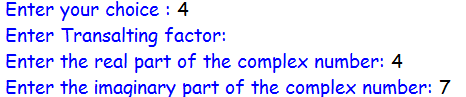 Enter your choice : 4
Enter Transalting factor:
Enter the real part of the complex number: 4
Enter the imaginary part of the complex number: 7